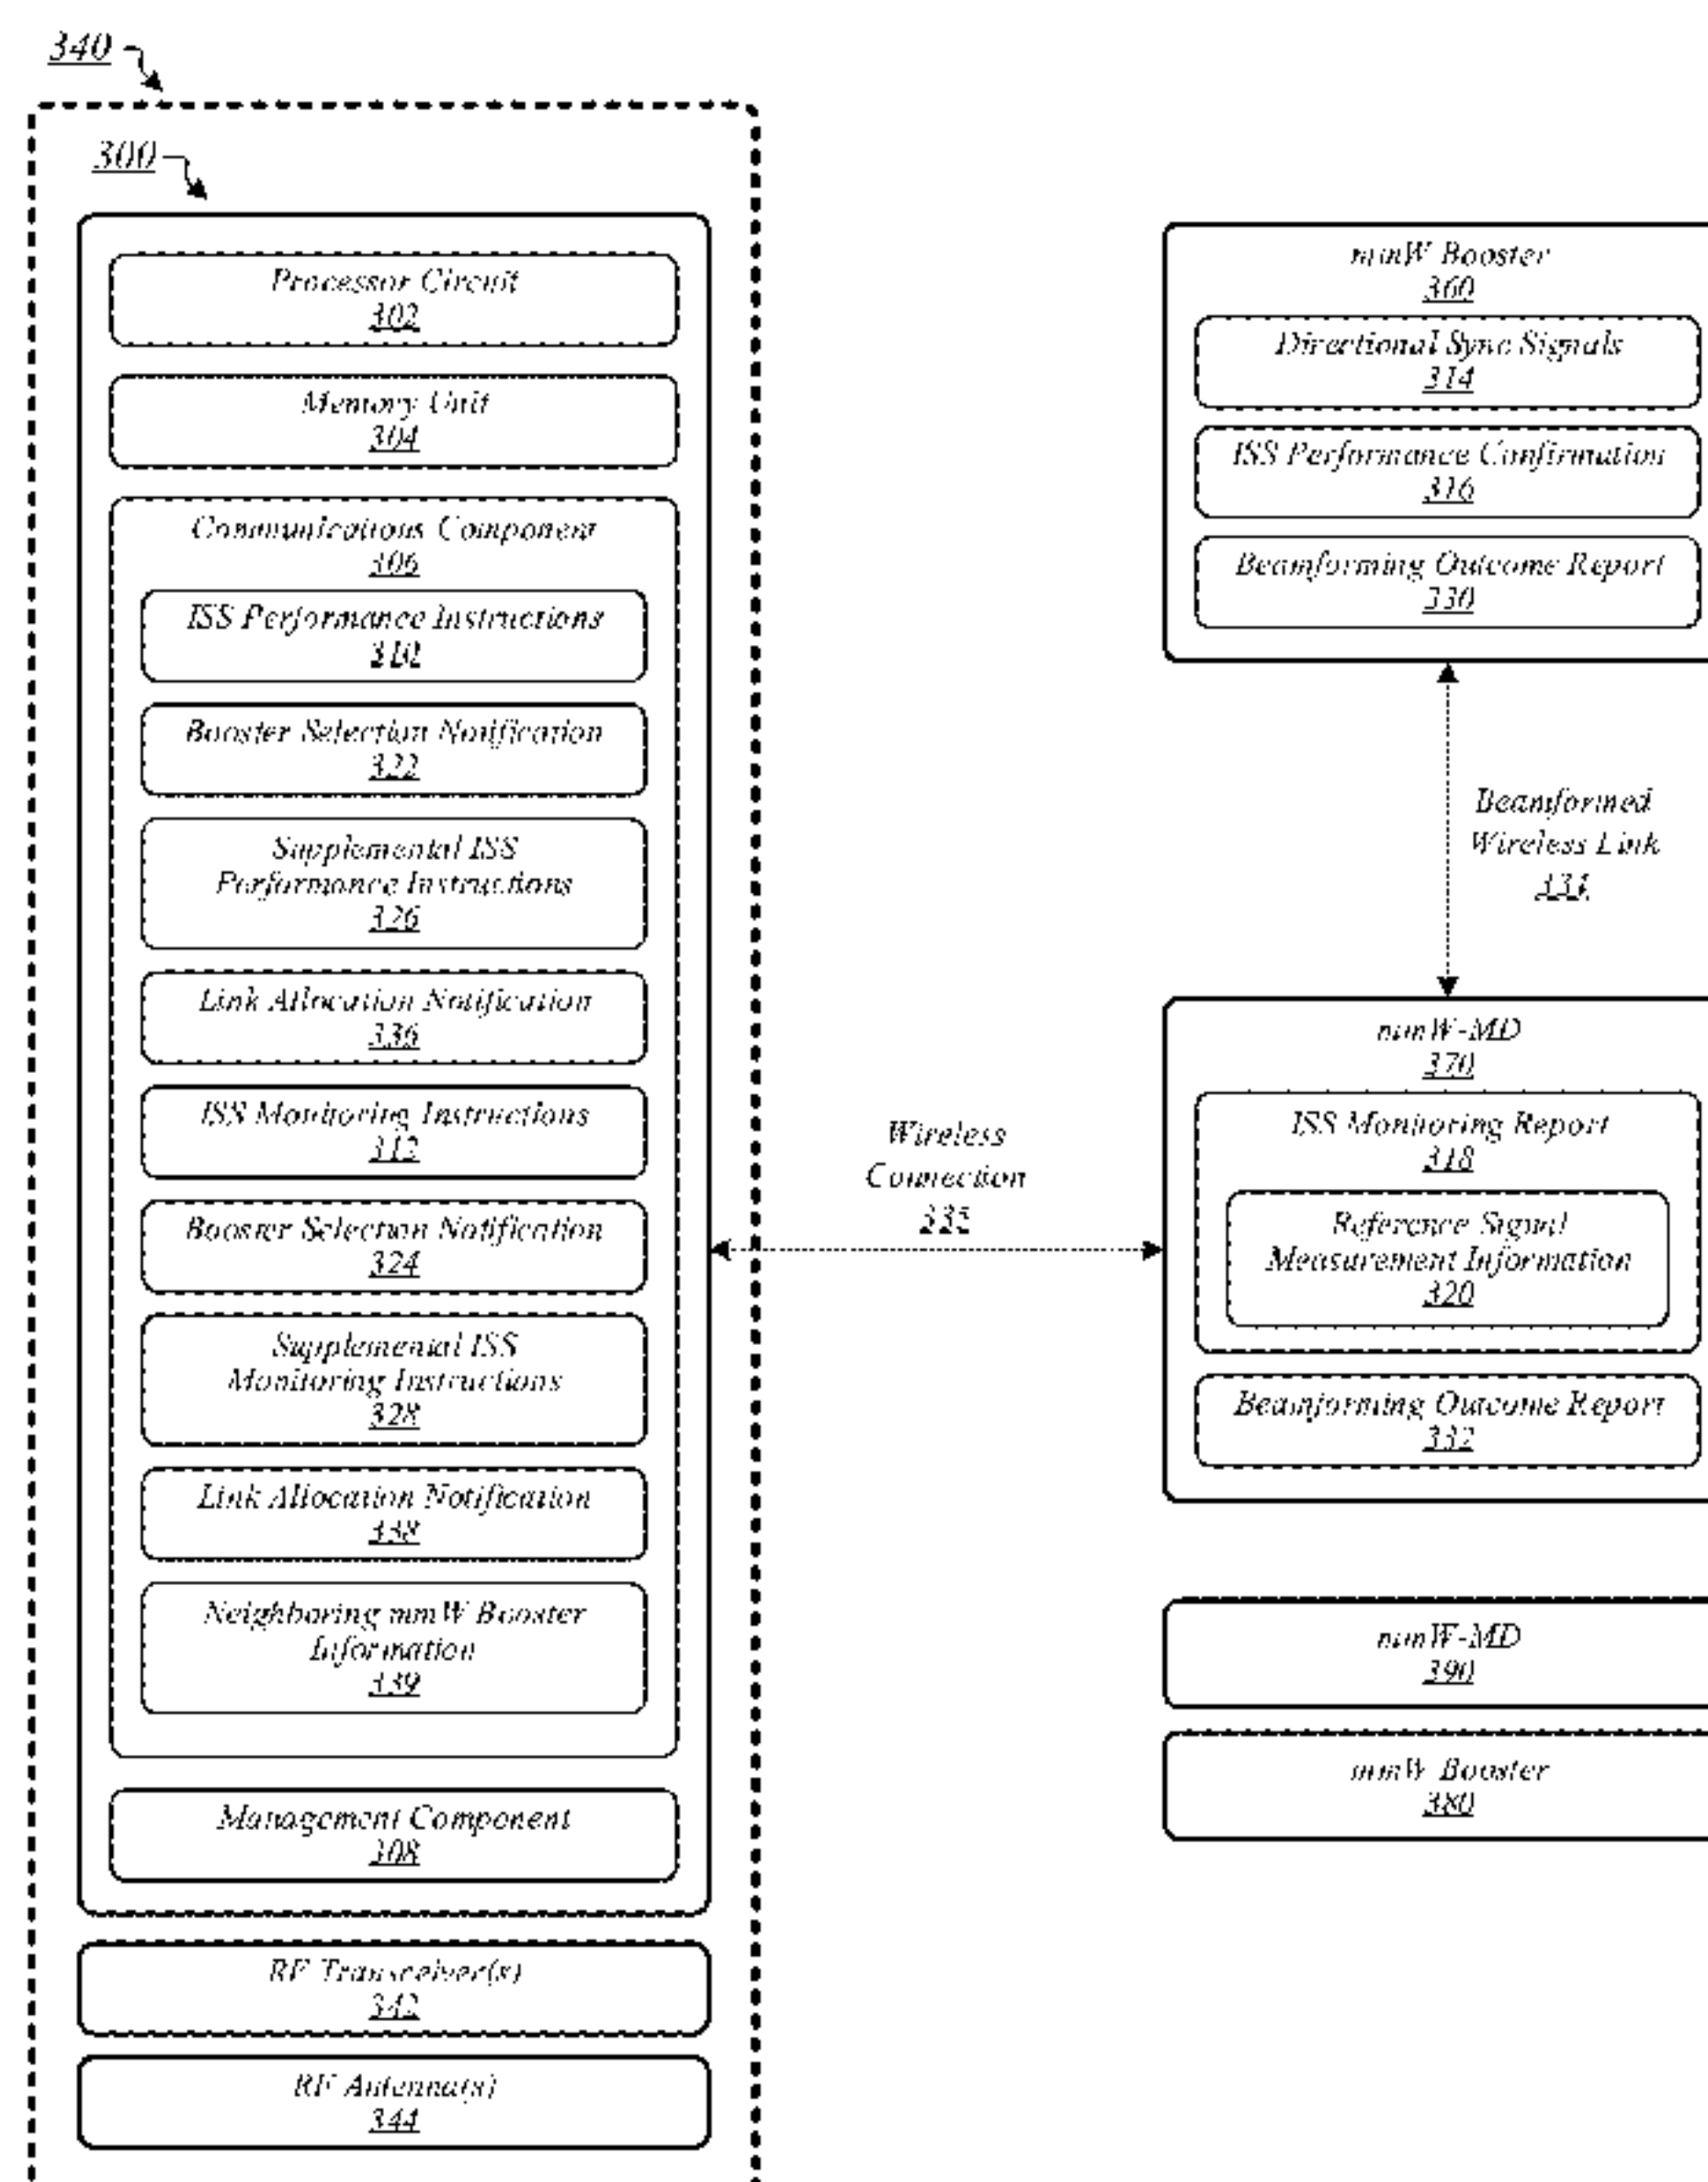 340
300
Processor Circuit
302
Memory Unit
304
Communications Component
306
ISS Performance Instructions
310
Booster Selection Notification
322
Supplemental ISS
Performance Instructions
326
Link Allocation Notification
336
ISS Monitoring Instructions
312
Booster Selection Notification
324
Supplemental ISS
Monitoring Instructions
328
Link Allocation Notification
338
Neighboring mmW Booster
Information
339
Management Component
308
RF Transceiver(s)
342
RF Antenna(s)
344
Wireless
Connection
335
mmW Booster
360
Directional Sync Signals
314
ISS Performance Confirmation
316
Beamforming Outcome Report
330
Beamformed
Wireless Link
mmW-MD
370
ISS Monitoring Report
318
Reference Signal
Measurement Information
320
Beamforming Outcome Report
332
mmW-MD
390
mmW Booster
380